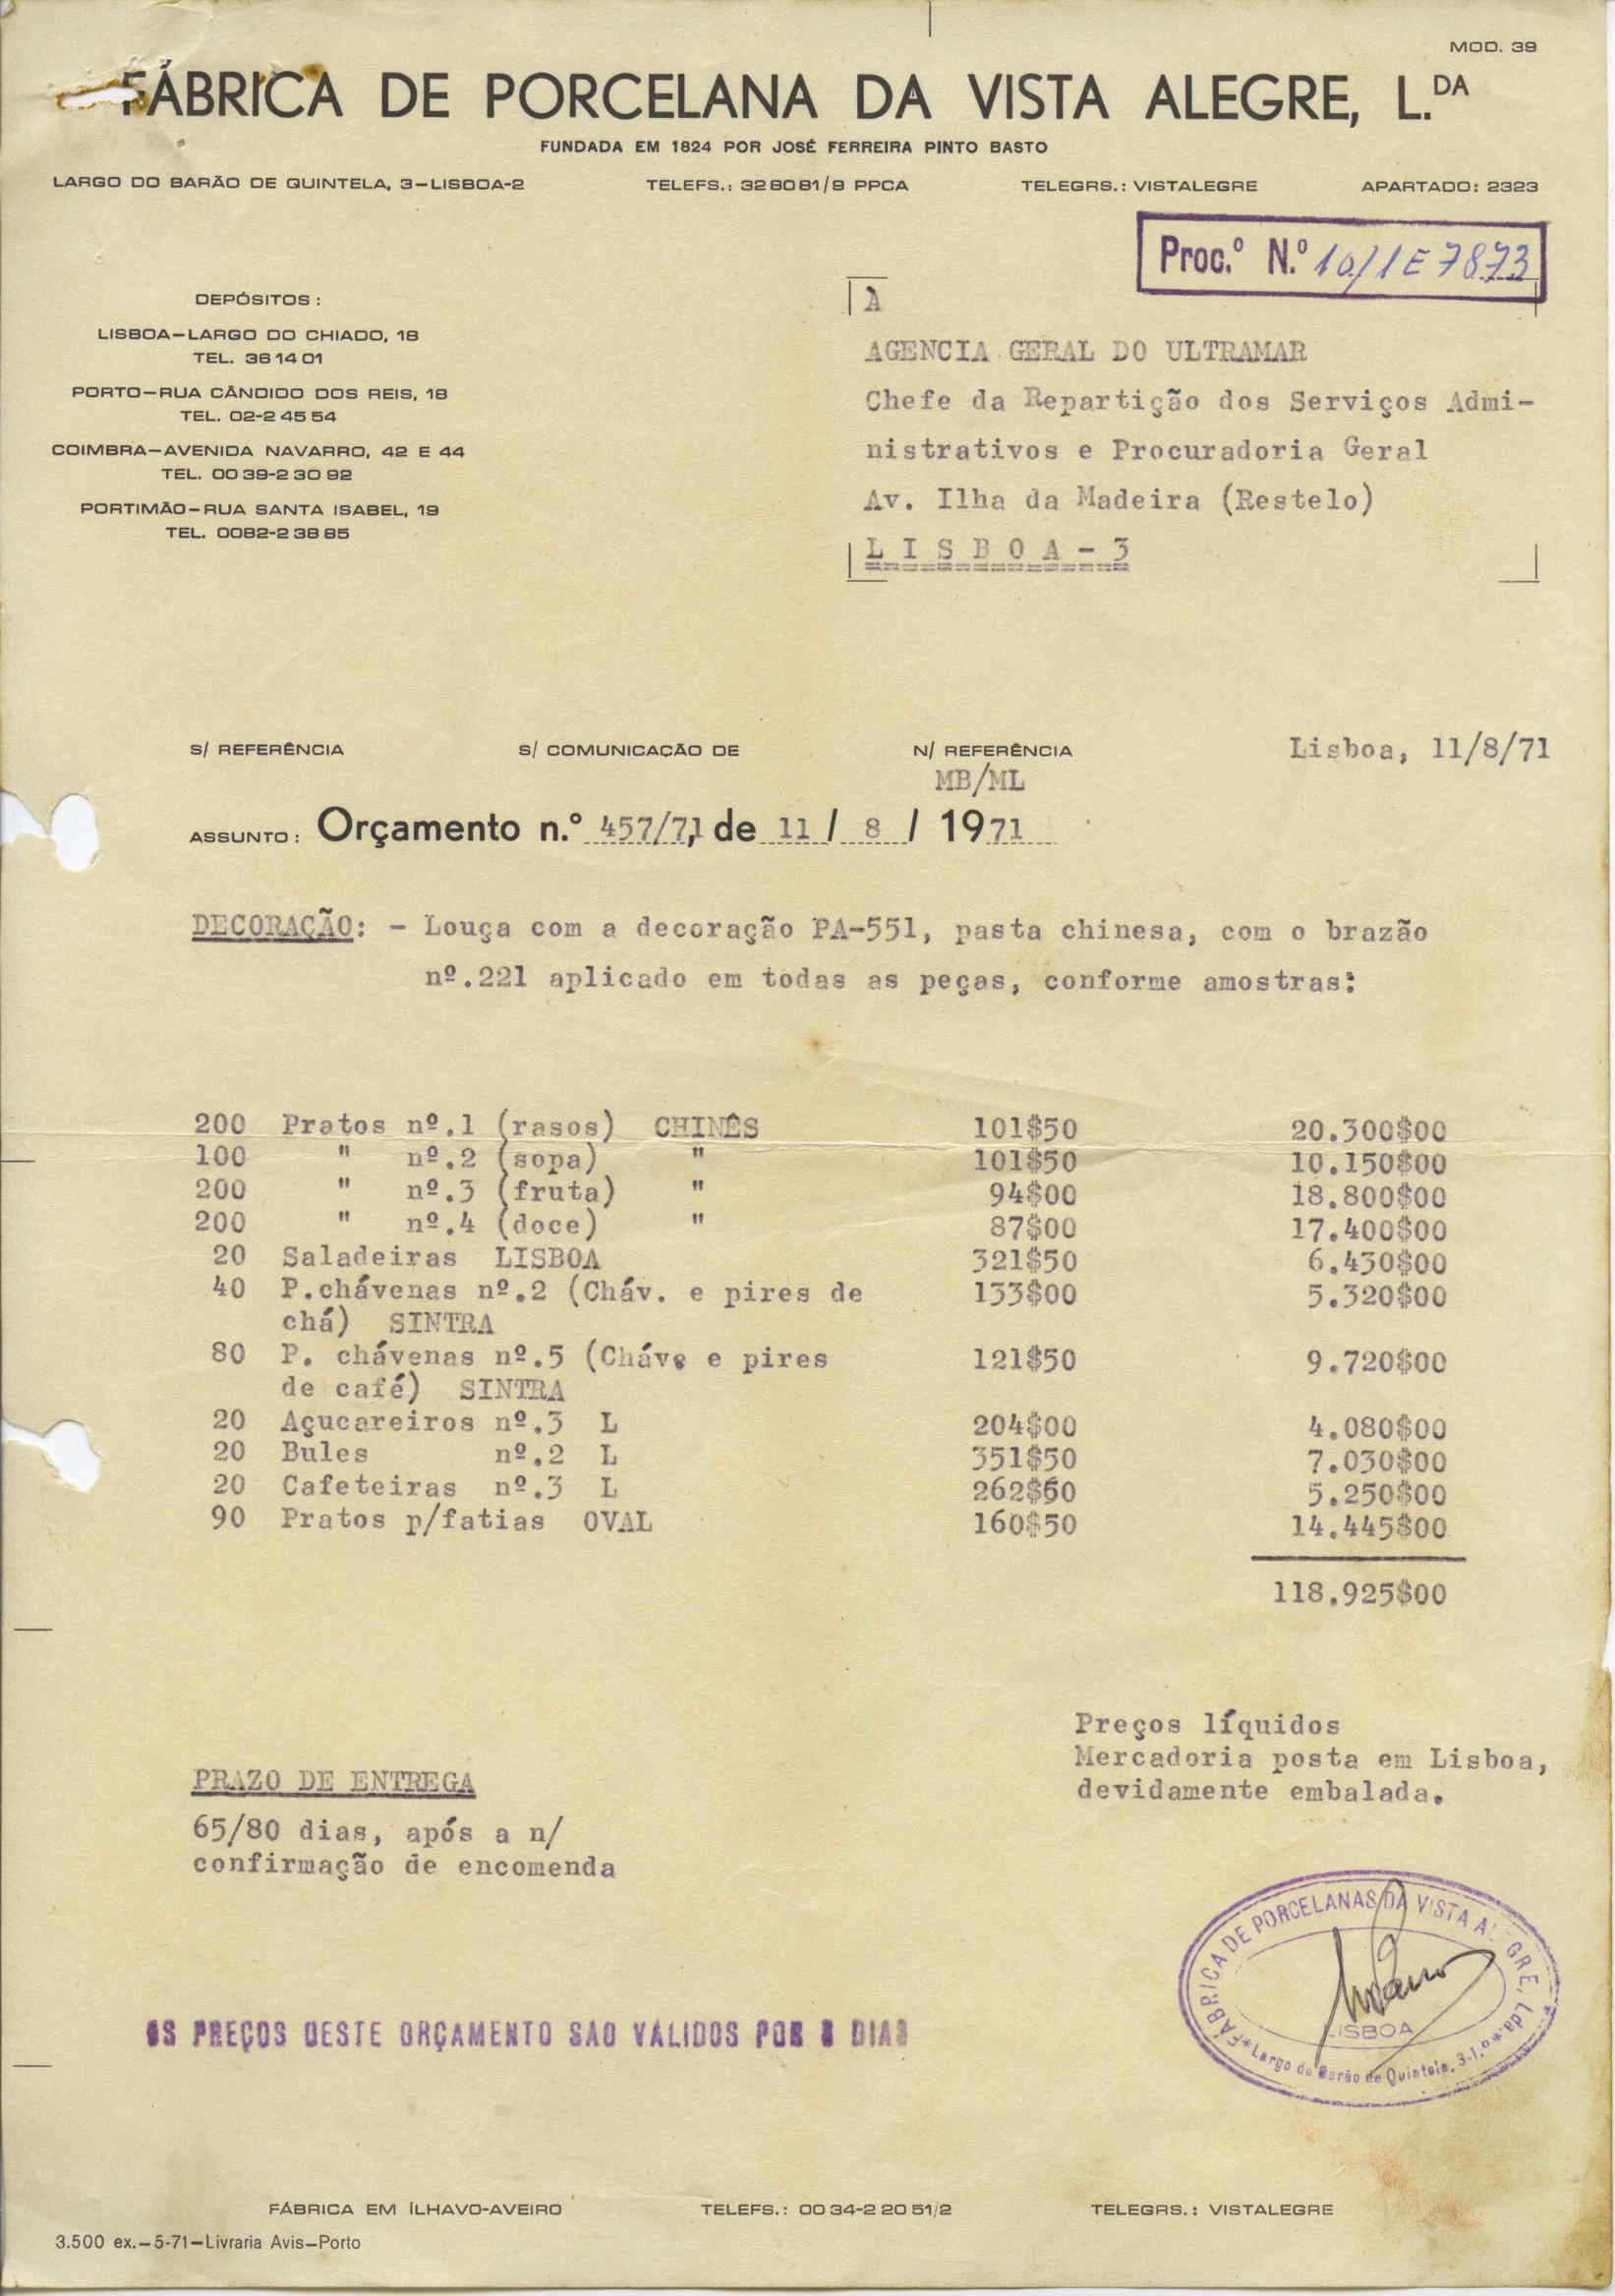 MOD. 39
FÁBRICA DE PORCELANA DA VISTA ALEGRE, L.DA
FUNDADA EM 1824 POR JOSÉ FERREIRA PINTO BASTO
LARGO DO BARÃO DE QUINTELA, 3-LISBOA-2 TELEFS.: 32 80 81/9 PPCA TELEGRS.: VISTALEGRE APARTADO: 2323
Proc.º N.º 10/1E7873
DEPÓSITOS:
LISBOA-LARGO DO CHIADO, 18
TEL. 36 14 01
PORTO-RUA CÂNDIDO DOS REIS, 18
TEL. 02-2 45 54
COIMBRA-AVENIDA NAVARRO, 42 E 44
TEL. 00 39-2 30 92
PORTIMÃO-RUA SANTA ISABEL, 19
TEL. 0082-2 38 85
À
AGENCIA GERAL DO ULTRAMAR
Chefe da Repartição dos Serviços Admi-
nistrativos e Procuradoria Geral
Av. Ilha da Madeira (Restelo)
L I S B O A - 3
S/ REFERÊNCIA S/ COMUNICAÇÃO DE N/ REFERÊNCIA Lisboa, 11/8/71
MB/ML
ASSUNTO: Orçamento n.º 457/71, de 11 / 8 / 1971
DECORAÇÃO: - Louça com a decoração PA-551, pasta chinesa, com o brazão
nº.221 aplicado em todas as peças, conforme amostras:
200 Pratos nº.1 (rasos) CHINÊS 101$50 20.300$00
100 " nº.2 (sopa) " 101$50 10.150$00
200 " nº.3 (fruta) " 94$00 18.800$00
200 " nº.4 (doce) " 87$00 17.400$00
20 Saladeiras LISBOA 321$50 6.430$00
40 P.chávenas nº.2 (Cháv. e pires de 133$00 5.320$00
chá) SINTRA
80 P. chávenas nº.5 (Cháv. e pires 121$50 9.720$00
de café) SINTRA
20 Açucareiros nº.3 L 204$00 4.080$00
20 Bules nº.2 L 351$50 7.030$00
20 Cafeteiras nº.3 L 262$50 5.250$00
90 Pratos p/fatias OVAL 160$50 14.445$00
118.925$00
Preços líquidos
Mercadoria posta em Lisboa,
devidamente embalada.
PRAZO DE ENTREGA
65/80 dias, após a n/
confirmação de encomenda
FÁBRICA DE PORCELANAS DA VISTA ALEGRE, Lda.
LISBOA
Largo do Barão de Quintela, 3-1.º
OS PREÇOS DESTE ORÇAMENTO SAO VALIDOS POR 8 DIAS
FÁBRICA EM ÍLHAVO-AVEIRO TELEFS.: 00 34-2 20 51/2 TELEGRS.: VISTALEGRE
3.500 ex.-5-71-Livraria Avis-Porto